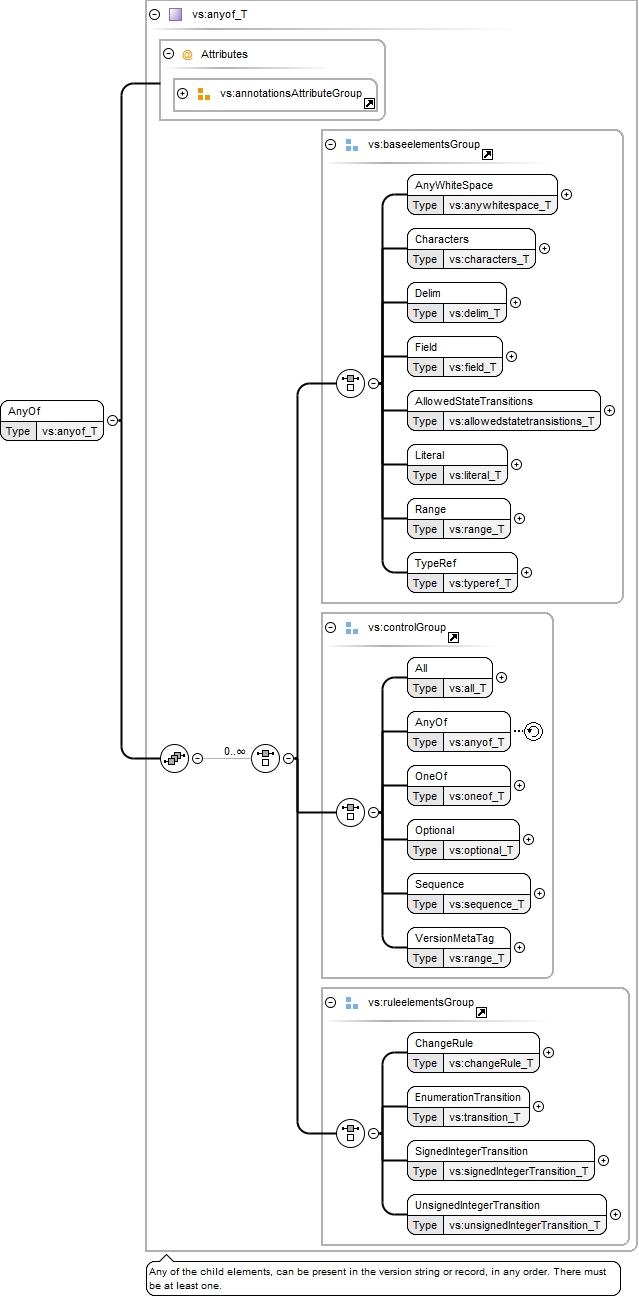 vs:anyof_T
@ Attributes
vs:annotationsAttributeGroup
vs:baseelementsGroup
AnyWhiteSpace
Type vs:anywhitespace_T
Characters
Type vs:characters_T
Delim
Type vs:delim_T
Field
Type vs:field_T
AnyOf
Type vs:anyof_T
AllowedStateTransitions
Type vs:allowedstatetransistions_T
Literal
Type vs:literal_T
Range
Type vs:range_T
TypeRef
Type vs:typeref_T
vs:controlGroup
All
Type vs:all_T
AnyOf
Type vs:anyof_T
0..∞
OneOf
Type vs:oneof_T
Optional
Type vs:optional_T
Sequence
Type vs:sequence_T
VersionMetaTag
Type vs:range_T
vs:ruleelementsGroup
ChangeRule
Type vs:changeRule_T
EnumerationTransition
Type vs:transition_T
SignedIntegerTransition
Type vs:signedIntegerTransition_T
UnsignedIntegerTransition
Type vs:unsignedIntegerTransition_T
Any of the child elements, can be present in the version string or record, in any order. There must
be at least one.